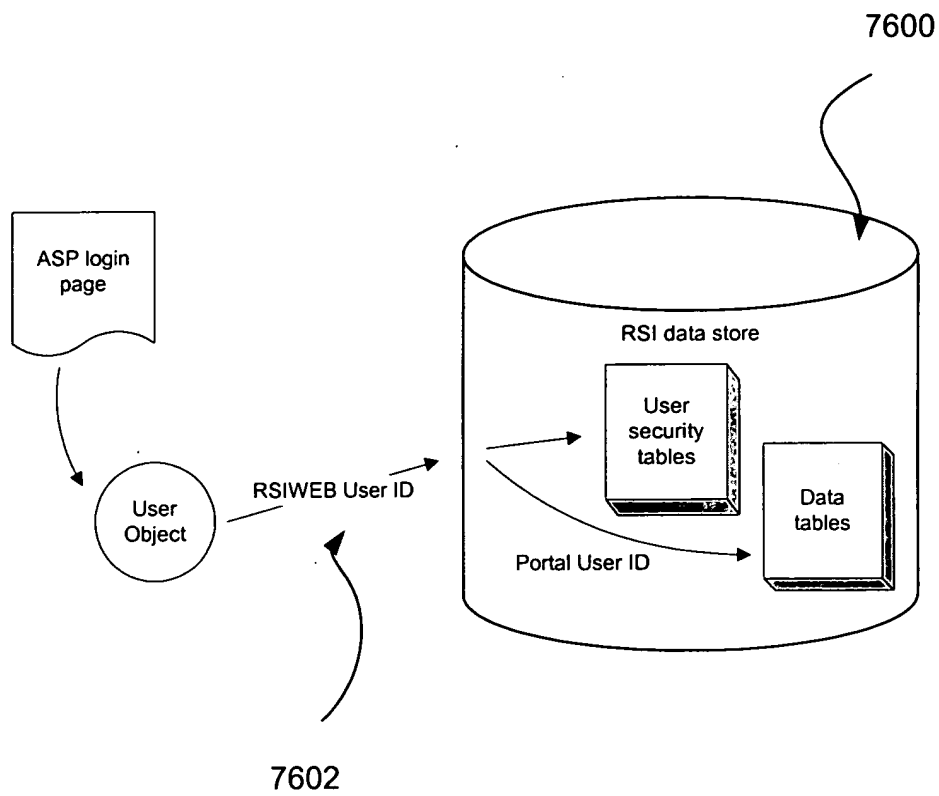 7600
ASP login
page
RSI data store
User
security
tables
RSIWEB User ID
User
Object
Data
tables
Portal User ID
7602